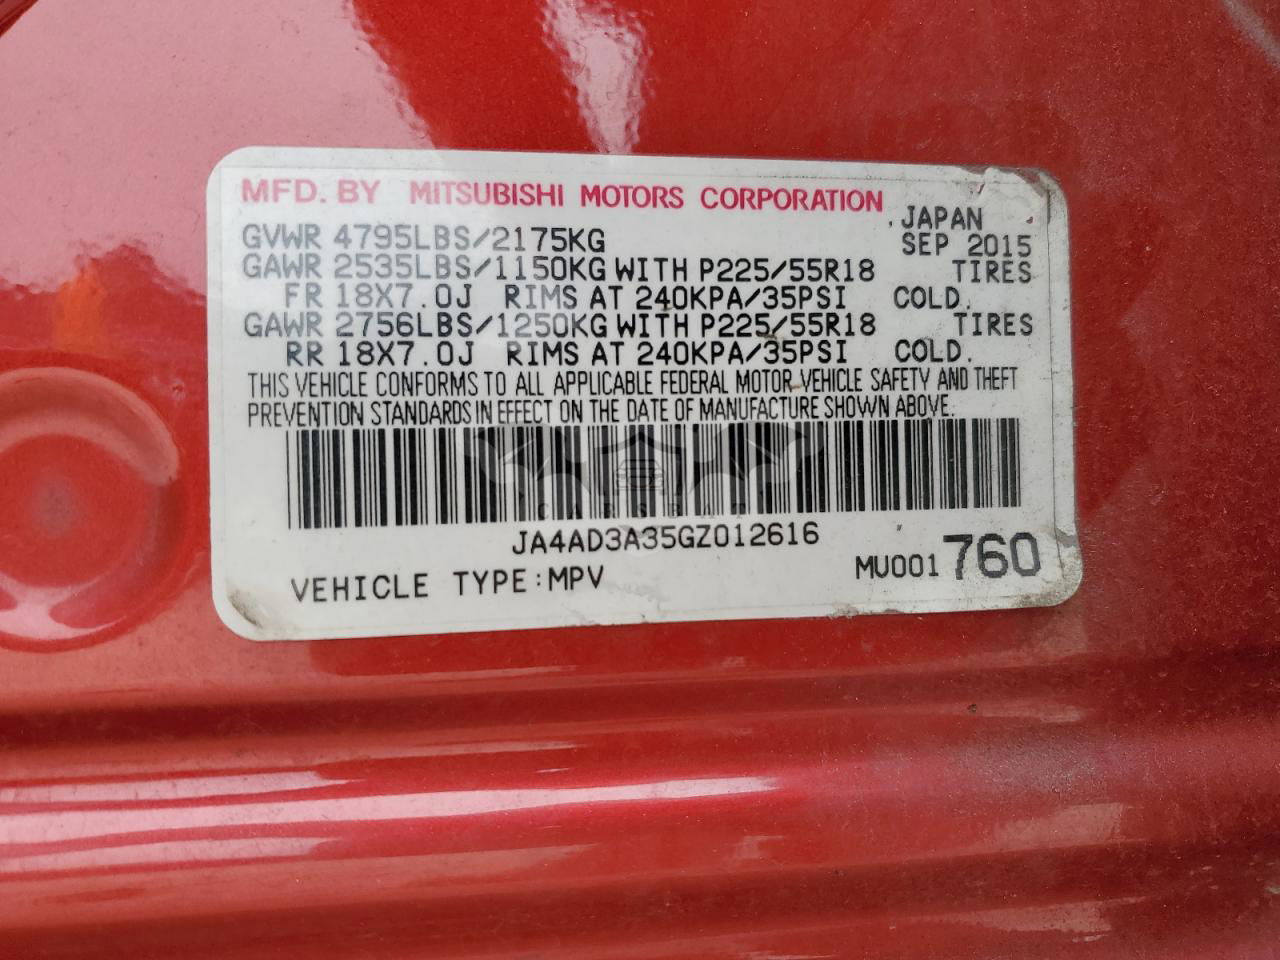 MFD. BY MITSUBISHI MOTORS CORPORATION JAPAN
GVWR 4795LBS/2175KG SEP 2015
GAWR 2535LBS/1150KG WITH P225/55R18 TIRES
FR 18X7.0J RIMS AT 240KPA/35PSI COLD.
GAWR 2756LBS/1250KG WITH P225/55R18 TIRES
RR 18X7.0J RIMS AT 240KPA/35PSI COLD.
THIS VEHICLE CONFORMS TO ALL APPLICABLE FEDERAL MOTOR VEHICLE SAFETY AND THEFT
PREVENTION STANDARDS IN EFFECT ON THE DATE OF MANUFACTURE SHOWN ABOVE.
CARSBAT
JA4AD3A35GZ012616
VEHICLE TYPE:MPV MU001 760